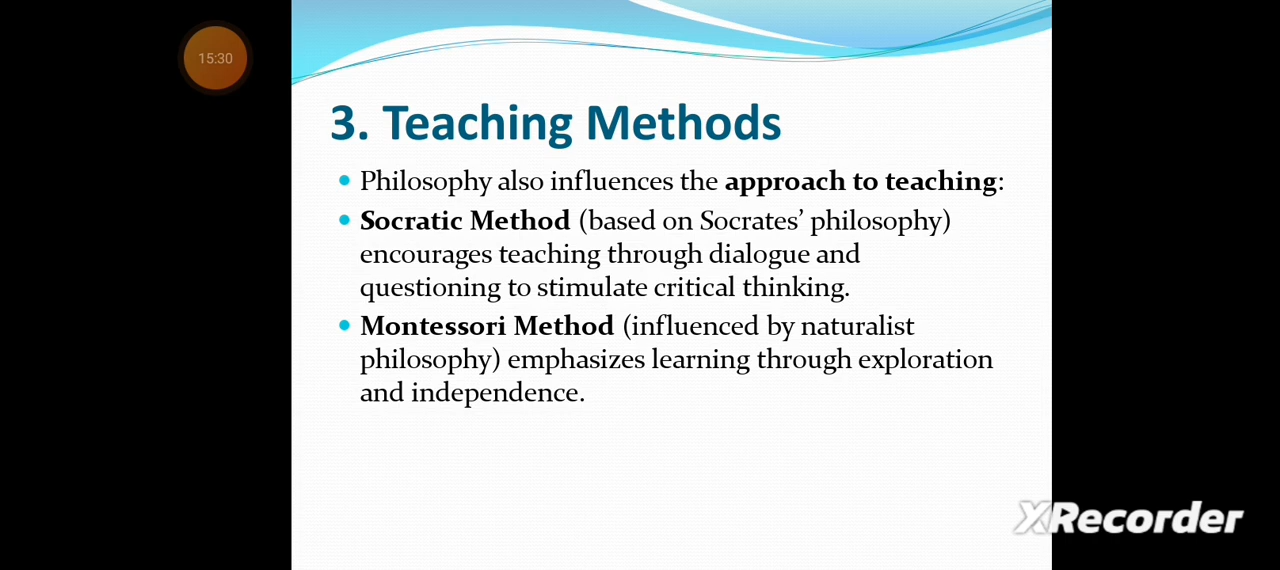 15:30
3. Teaching Methods
• Philosophy also influences the approach to teaching:
• Socratic Method (based on Socrates’ philosophy)
encourages teaching through dialogue and
questioning to stimulate critical thinking.
• Montessori Method (influenced by naturalist
philosophy) emphasizes learning through exploration
and independence.
XRecorder